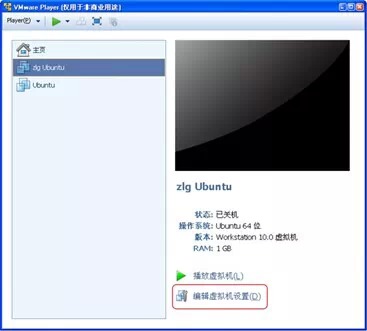 VMware Player (仅用于非商业用途)
Player(P)
主页
zlg Ubuntu
Ubuntu
zlg Ubuntu
状态: 已关机
操作系统: Ubuntu 64 位
版本: Workstation 10.0 虚拟机
RAM: 1 GB
播放虚拟机(L)
编辑虚拟机设置(D)